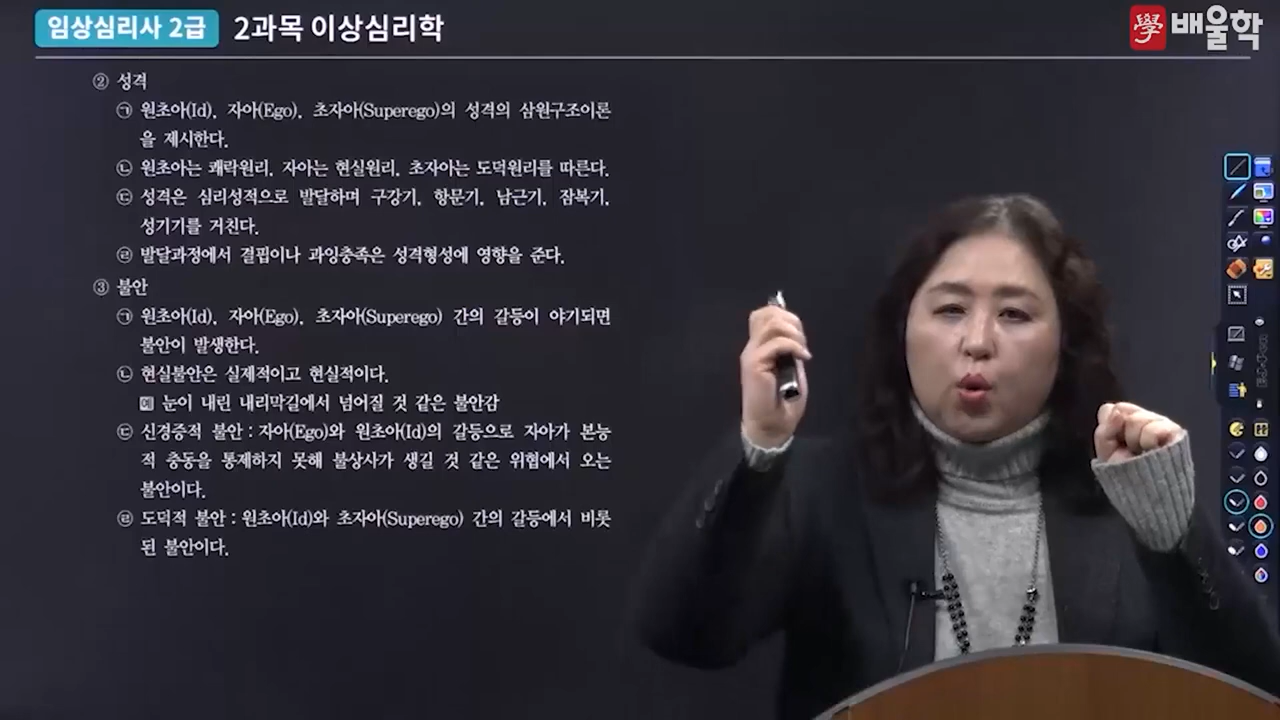 임상심리사 2급 2과목 이상심리학
學 배울학
② 성격
㉠ 원초아(Id), 자아(Ego), 초자아(Superego)의 성격의 삼원구조이론
을 제시한다.
㉡ 원초아는 쾌락원리, 자아는 현실원리, 초자아는 도덕원리를 따른다.
㉢ 성격은 심리성적으로 발달하며 구강기, 항문기, 남근기, 잠복기,
성기기를 거친다.
㉣ 발달과정에서 결핍이나 과잉충족은 성격형성에 영향을 준다.
③ 불안
㉠ 원초아(Id), 자아(Ego), 초자아(Superego) 간의 갈등이 야기되면
불안이 발생한다.
㉡ 현실불안은 실제적이고 현실적이다.
예 눈이 내린 내리막길에서 넘어질 것 같은 불안감
㉢ 신경증적 불안 : 자아(Ego)와 원초아(Id)의 갈등으로 자아가 본능
적 충동을 통제하지 못해 불상사가 생길 것 같은 위협에서 오는
불안이다.
㉣ 도덕적 불안 : 원초아(Id)와 초자아(Superego) 간의 갈등에서 비롯
된 불안이다.